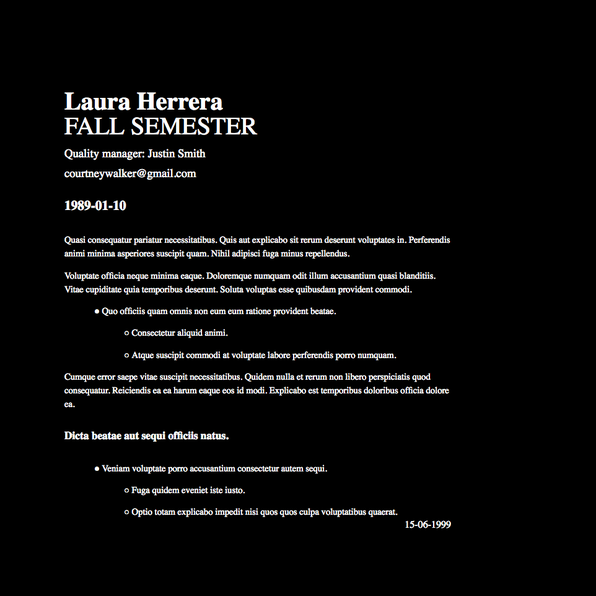 Laura Herrera
FALL SEMESTER
Quality manager: Justin Smith
courtneywalker@gmail.com
1989-01-10
Quasi consequatur pariatur necessitatibus. Quis aut explicabo sit rerum deserunt voluptates in. Perferendis
animi minima asperiores suscipit quam. Nihil adipisci fuga minus repellendus.
Voluptate officia neque minima eaque. Doloremque numquam odit illum accusantium quasi blanditiis.
Vitae cupiditate quia temporibus deserunt. Soluta voluptas esse quibusdam provident commodi.
• Quo officiis quam omnis non eum eum ratione provident beatae.
○ Consectetur aliquid animi.
○ Atque suscipit commodi at voluptate labore perferendis porro numquam.
Cumque error saepe vitae suscipit necessitatibus. Quidem nulla et rerum non libero perspiciatis quod
consequatur. Reiciendis ea ea harum eaque eos id modi. Explicabo est temporibus doloribus officia dolore
ea.
Dicta beatae aut sequi officiis natus.
• Veniam voluptate porro accusantium consectetur autem sequi.
○ Fuga quidem eveniet iste iusto.
○ Optio totam explicabo impedit nisi quos quos culpa voluptatibus quaerat.
15-06-1999